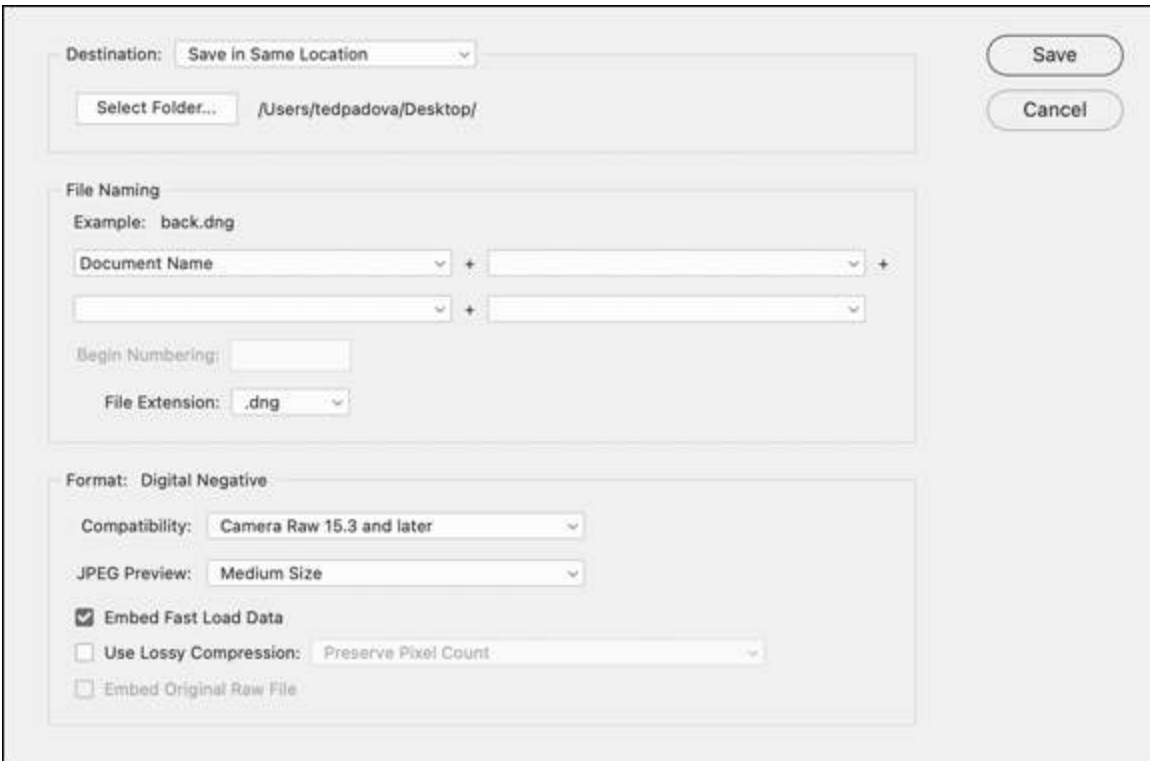 Destination: Save in Same Location
Save
Select Folder... /Users/tedpadova/Desktop/
Cancel
File Naming
Example: back.dng
Document Name + +
+
Begin Numbering:
File Extension: .dng
Format: Digital Negative
Compatibility: Camera Raw 15.3 and later
JPEG Preview: Medium Size
Embed Fast Load Data
Use Lossy Compression: Preserve Pixel Count
Embed Original Raw File